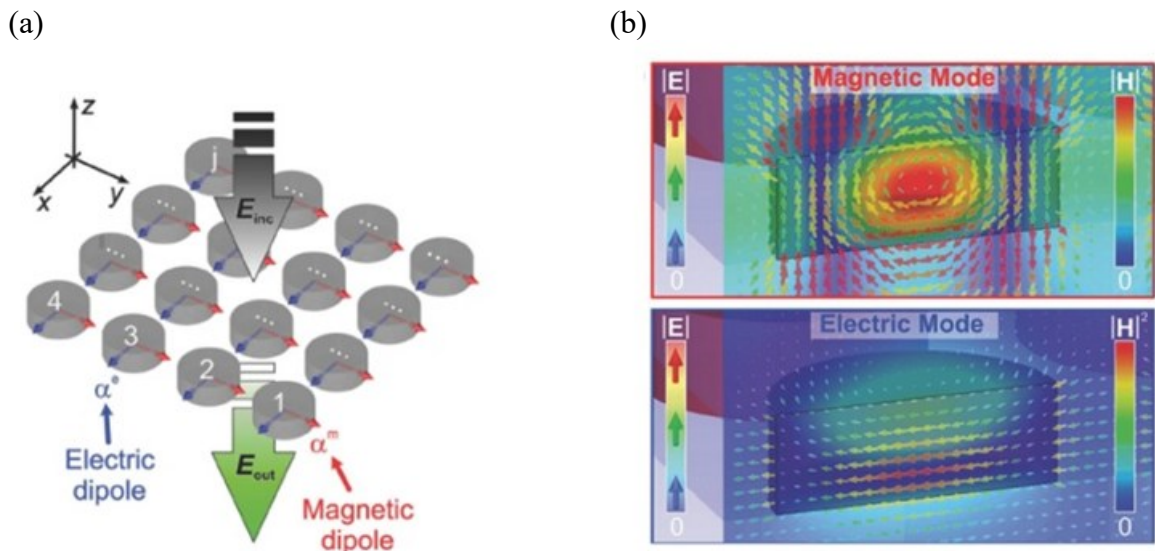 (a)
(b)
z
x
y
j
...
...
...
...
...
...
...
...
E_inc
4
3
2
1
α^e
Electric
dipole
E_out
α^m
Magnetic
dipole
|E|
Magnetic Mode
|H|²
0
0
|E|
Electric Mode
|H|²
0
0